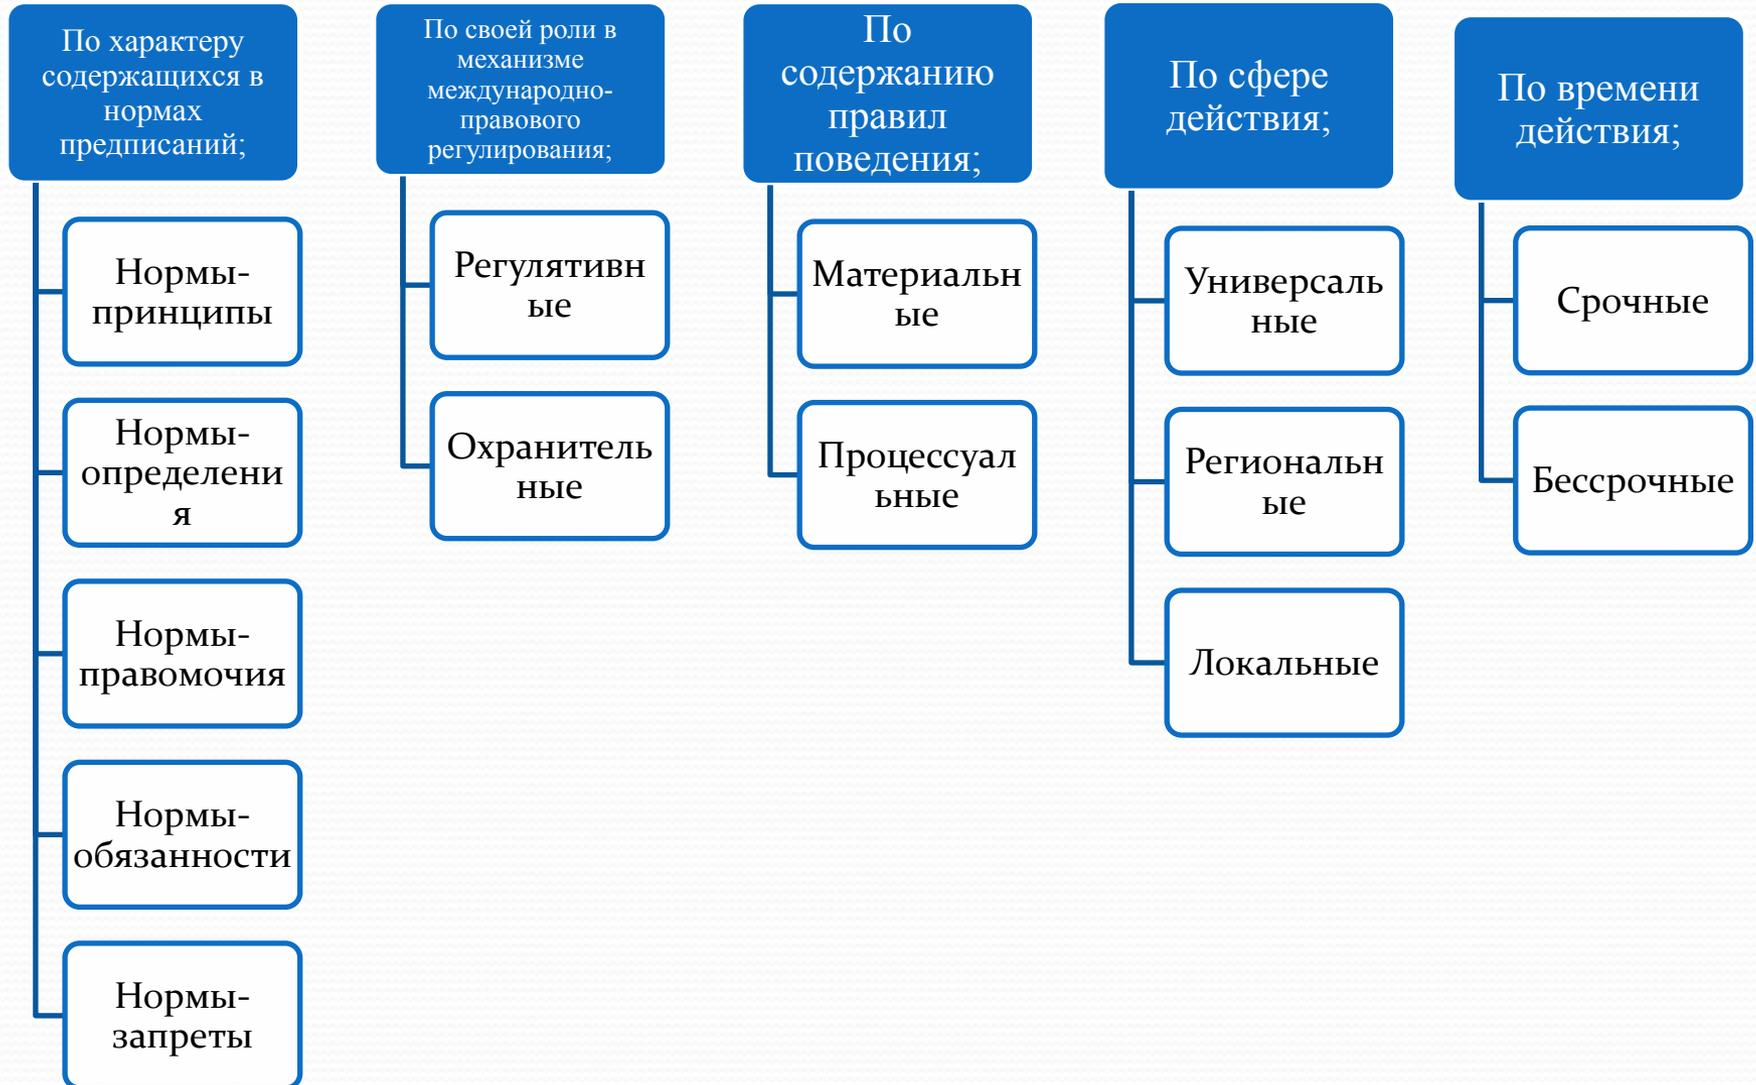 По характеру
содержащихся в
нормах
предписаний;
Нормы-
принципы
Нормы-
определени
я
Нормы-
правомочия
Нормы-
обязанности
Нормы-
запреты
По своей роли в
механизме
международно-
правового
регулирования;
Регулятивн
ые
Охранитель
ные
По
содержанию
правил
поведения;
Материальн
ые
Процессуал
ьные
По сфере
действия;
Универсаль
ные
Региональн
ые
Локальные
По времени
действия;
Срочные
Бессрочные